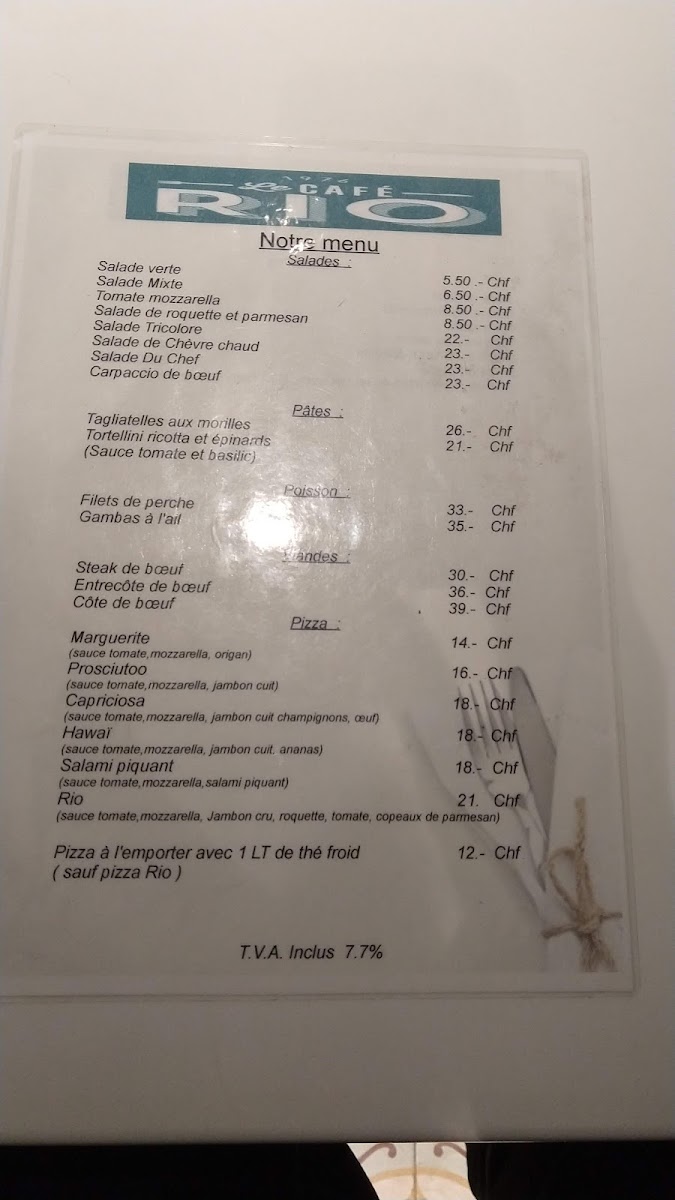 1974
Le CAFÉ
RIO
Notre menu
Salades :
Salade verte 5.50 .- Chf
Salade Mixte 6.50 .- Chf
Tomate mozzarella 8.50 .- Chf
Salade de roquette et parmesan 8.50 .- Chf
Salade Tricolore 22.- Chf
Salade de Chêvre chaud 23.- Chf
Salade Du Chef 23.- Chf
Carpaccio de bœuf 23.- Chf
Pâtes :
Tagliatelles aux morilles 26.- Chf
Tortellini ricotta et épinards 21.- Chf
(Sauce tomate et basilic)
Poisson :
Filets de perche 33.- Chf
Gambas à l'ail 35.- Chf
Viandes :
Steak de bœuf 30.- Chf
Entrecôte de bœuf 36.- Chf
Côte de bœuf 39.- Chf
Pizza :
Marguerite 14.- Chf
(sauce tomate,mozzarella, origan)
Prosciutoo 16.- Chf
(sauce tomate,mozzarella, jambon cuit)
Capriciosa 18.- Chf
(sauce tomate,mozzarella, jambon cuit champignons, œuf)
Hawaï 18.- Chf
(sauce tomate,mozzarella, jambon cuit. ananas)
Salami piquant 18.- Chf
(sauce tomate,mozzarella,salami piquant)
Rio 21. Chf
(sauce tomate,mozzarella, Jambon cru, roquette, tomate, copeaux de parmesan)
Pizza à l'emporter avec 1 LT de thé froid 12.- Chf
( sauf pizza Rio )
T.V.A. Inclus 7.7%